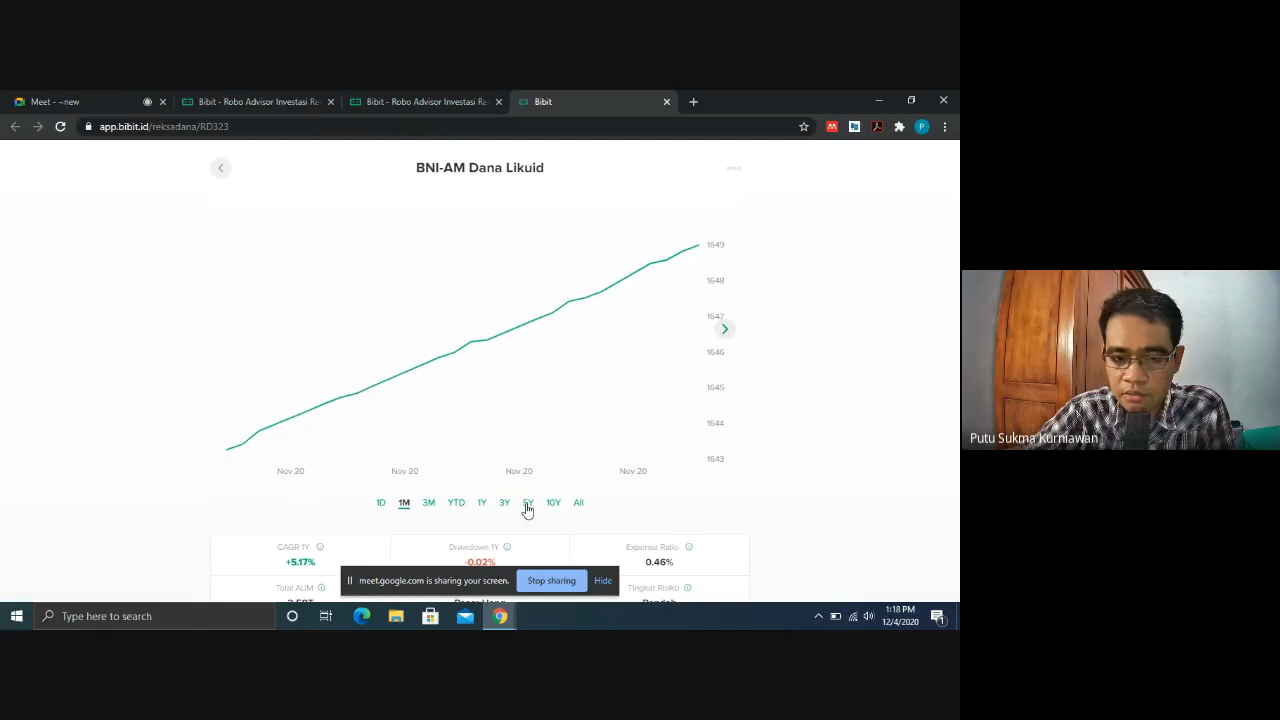 Meet - ~new
Bibit - Robo Advisor Investasi Re
Bibit - Robo Advisor Investasi Re
Bibit
app.bibit.id/reksadana/RD323
P
BNI-AM Dana Likuid
1649
1648
1647
1646
1645
1644
1643
Nov 20 Nov 20 Nov 20 Nov 20
1D 1M 3M YTD 1Y 3Y 5Y 10Y All
CAGR 1Y Drawdown 1Y Expense Ratio
+5.17% -0.02% 0.46%
Total AUM Tingkat Risiko
meet.google.com is sharing your screen. Stop sharing Hide
Type here to search
1:18 PM
12/4/2020
1
Putu Sukma Kurniawan